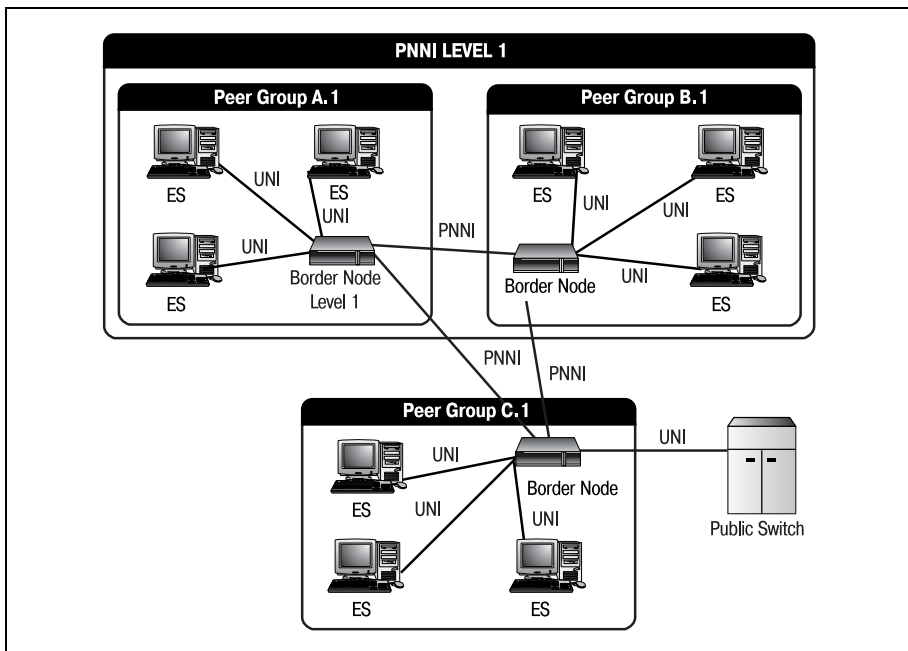 PNNI LEVEL 1
Peer Group A.1
ES
UNI
ES
UNI
UNI
ES
Border Node
Level 1
PNNI
Peer Group B.1
ES
UNI
ES
UNI
UNI
ES
Border Node
PNNI
PNNI
Peer Group C.1
UNI
ES
UNI
ES
UNI
ES
Border Node
UNI
Public Switch